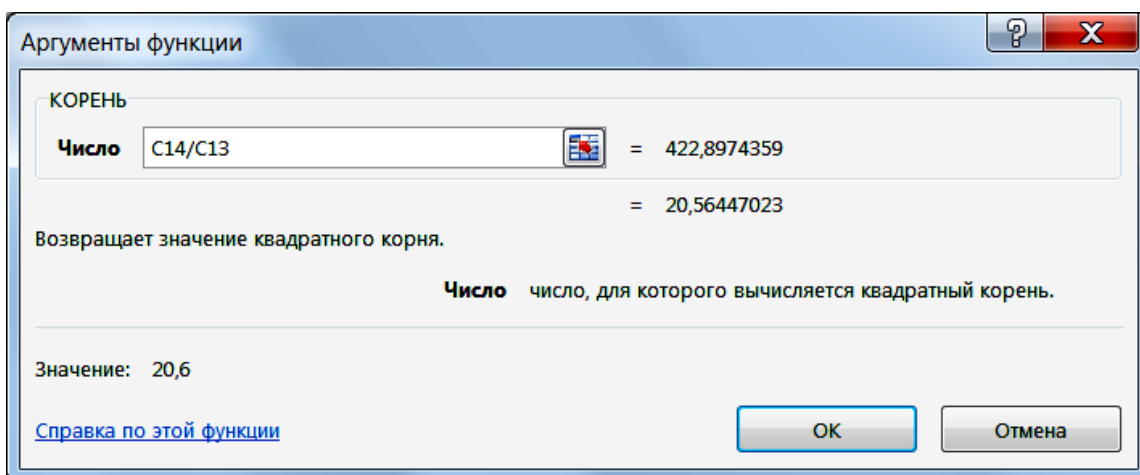 Аргументы функции
КОРЕНЬ
Число C14/C13 = 422,8974359
= 20,56447023
Возвращает значение квадратного корня.
Число число, для которого вычисляется квадратный корень.
Значение: 20,6
Справка по этой функции
ОК Отмена